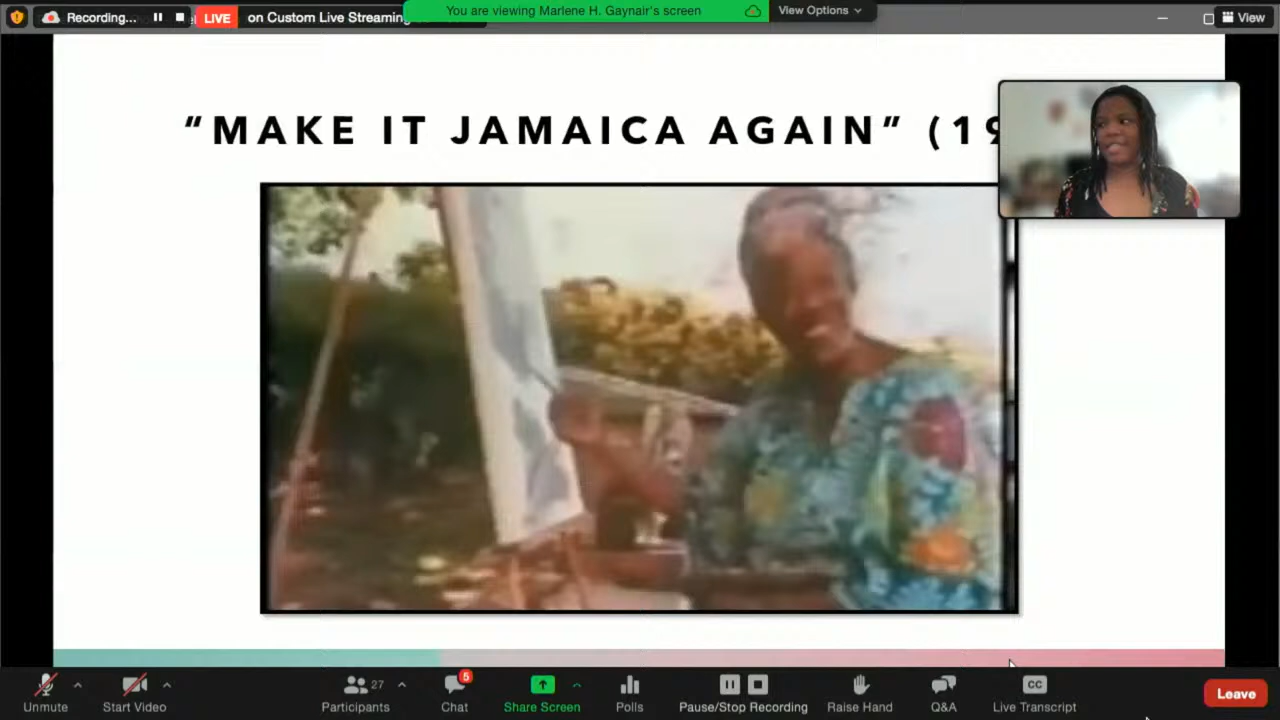 Recording...
LIVE
on Custom Live Streaming
You are viewing Marlene H. Gaynair's screen
View Options
View
"MAKE IT JAMAICA AGAIN" (19
Unmute
Start Video
27
Participants
5
Chat
Share Screen
Polls
Pause/Stop Recording
Raise Hand
Q&A
CC
Live Transcript
Leave